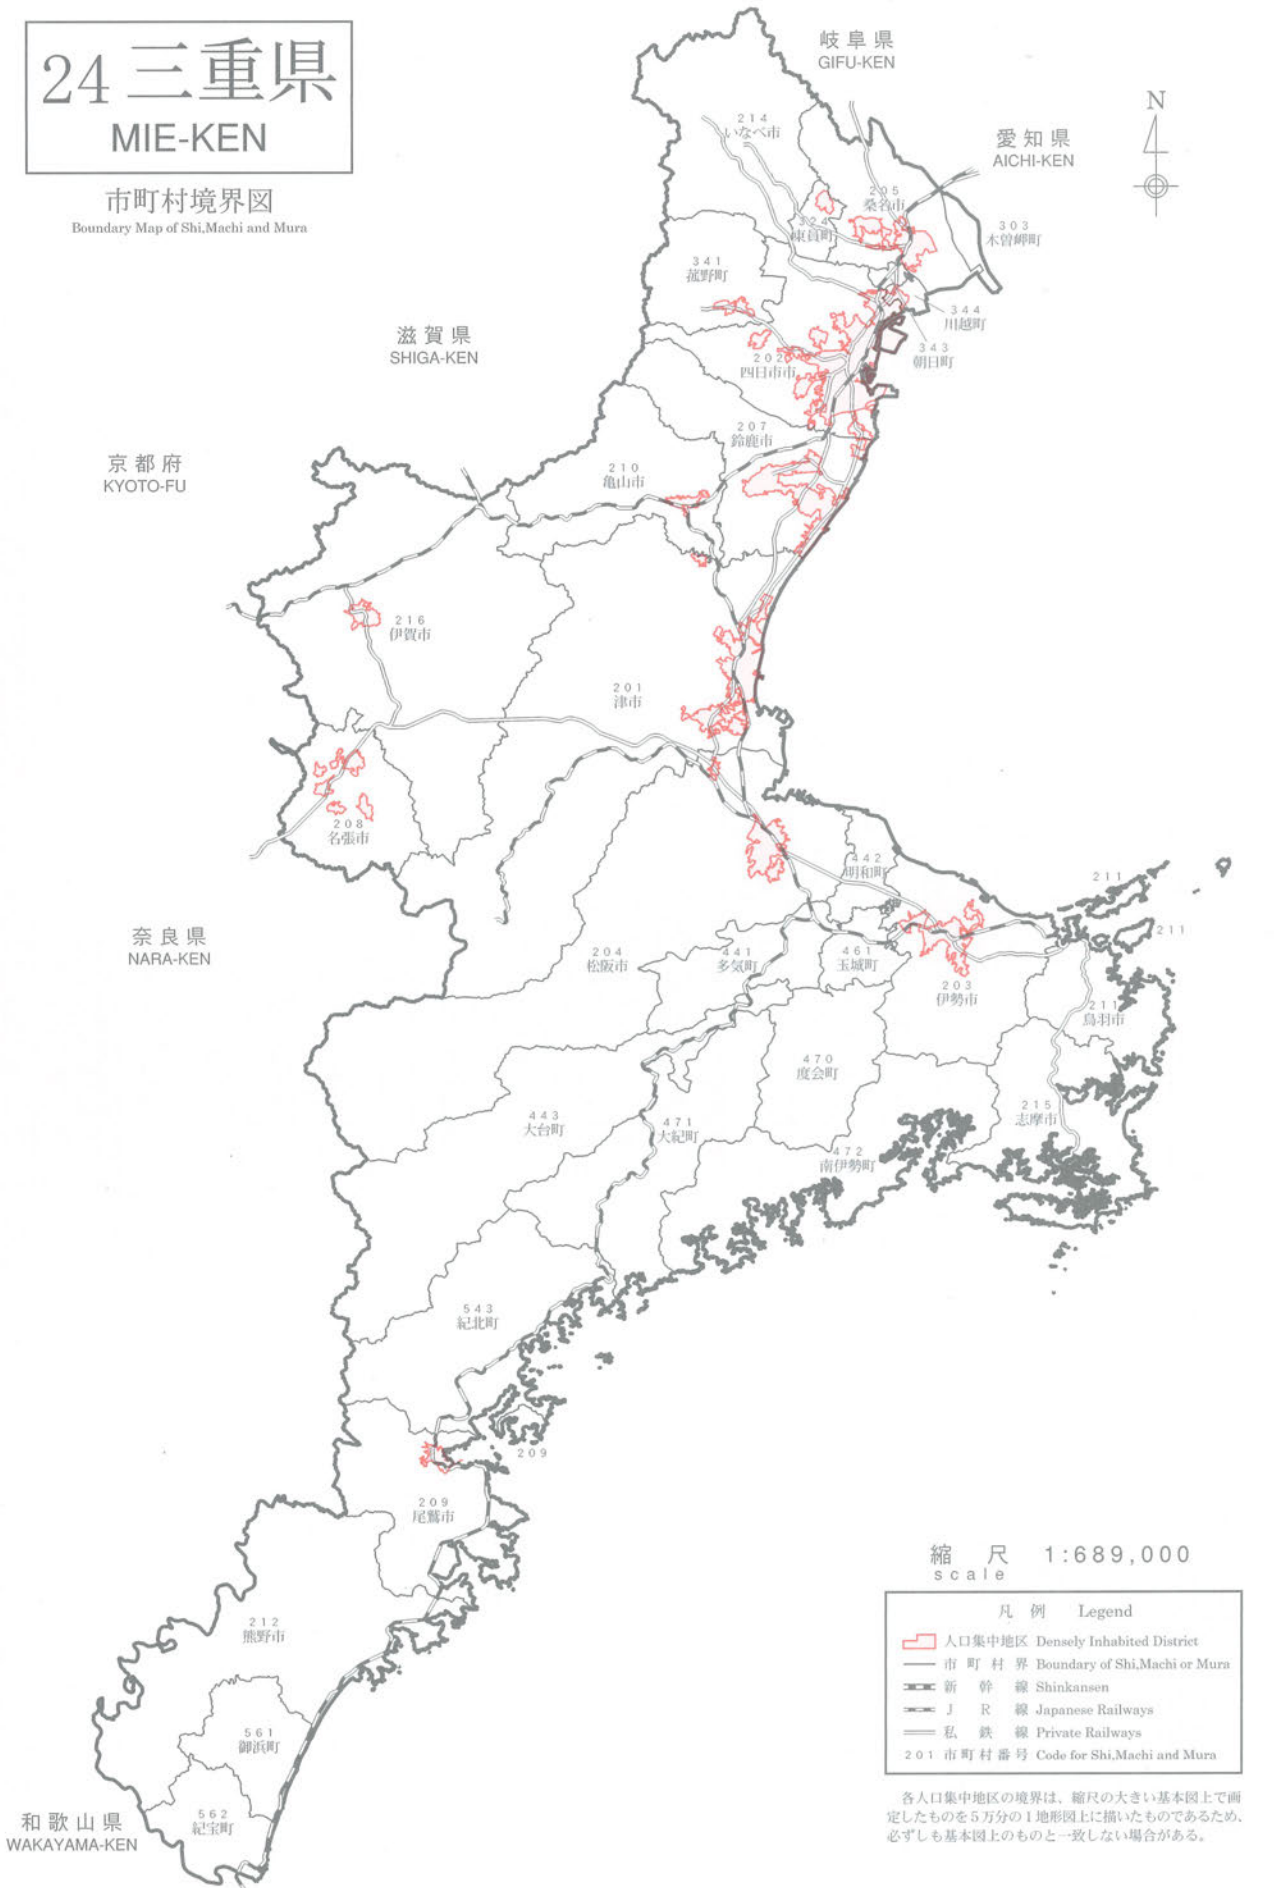 24 三重県
MIE-KEN
市町村境界図
Boundary Map of Shi,Machi and Mura
岐阜県
GIFU-KEN
N
愛知県
AICHI-KEN
214
いなべ市
205
桑名市
324
東員町
303
木曽岬町
341
菰野町
344
川越町
343
朝日町
滋賀県
SHIGA-KEN
202
四日市市
207
鈴鹿市
京都府
KYOTO-FU
210
亀山市
216
伊賀市
201
津市
208
名張市
442
明和町
211
211
奈良県
NARA-KEN
204
松阪市
441
多気町
461
玉城町
203
伊勢市
211
鳥羽市
470
度会町
443
大台町
471
大紀町
215
志摩市
472
南伊勢町
543
紀北町
209
209
尾鷲市
212
熊野市
561
御浜町
562
紀宝町
和歌山県
WAKAYAMA-KEN
縮尺 1:689,000
scale
凡例 Legend
人口集中地区 Densely Inhabited District
市町村界 Boundary of Shi,Machi or Mura
新幹線 Shinkansen
JR線 Japanese Railways
私鉄線 Private Railways
201 市町村番号 Code for Shi,Machi and Mura
各人口集中地区の境界は、縮尺の大きい基本図上で画
定したものを5万分の1地形図上に描いたものであるため、
必ずしも基本図上のものと一致しない場合がある。